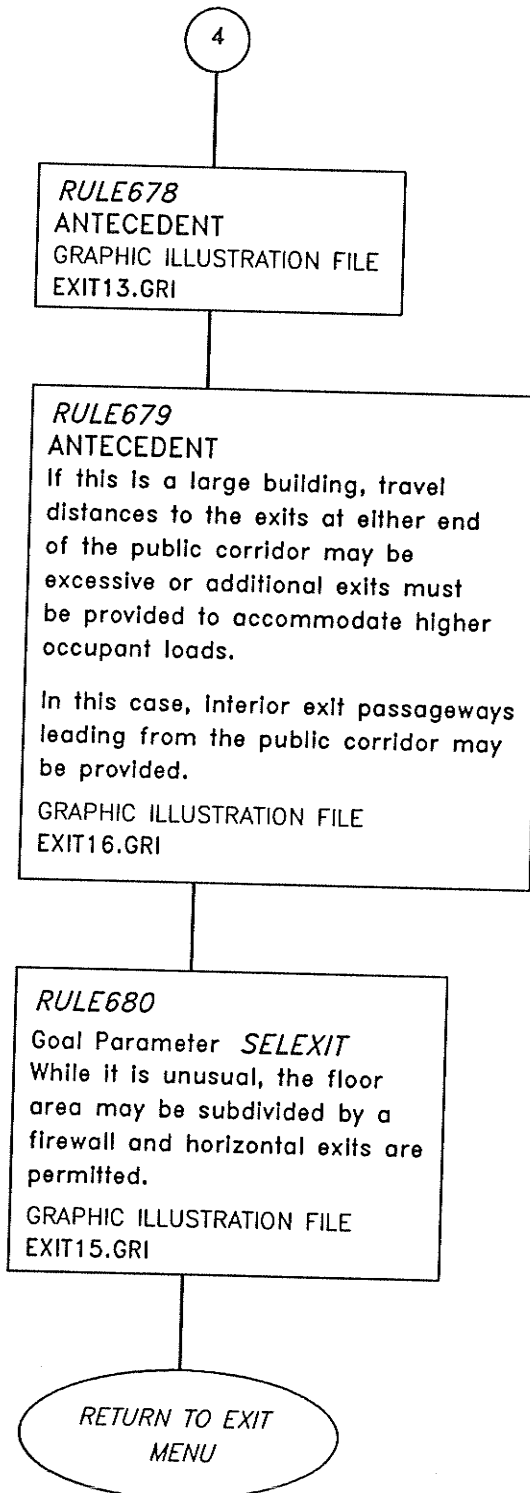 4
RULE678
ANTECEDENT
GRAPHIC ILLUSTRATION FILE
EXIT13.GRI
RULE679
ANTECEDENT
If this is a large building, travel
distances to the exits at either end
of the public corridor may be
excessive or additional exits must
be provided to accommodate higher
occupant loads.
In this case, interior exit passageways
leading from the public corridor may
be provided.
GRAPHIC ILLUSTRATION FILE
EXIT16.GRI
RULE680
Goal Parameter SELEXIT
While it is unusual, the floor
area may be subdivided by a
firewall and horizontal exits are
permitted.
GRAPHIC ILLUSTRATION FILE
EXIT15.GRI
RETURN TO EXIT
MENU